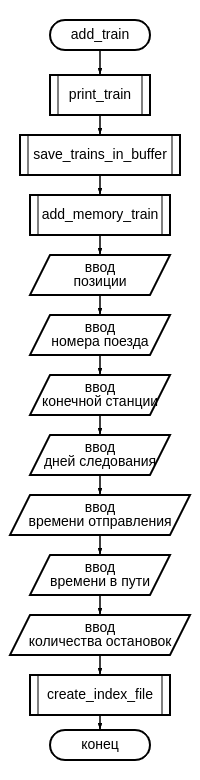 add_train
print_train
save_trains_in_buffer
add_memory_train
ввод
позиции
ввод
номера поезда
ввод
конечной станции
ввод
дней следования
ввод
времени отправления
ввод
времени в пути
ввод
количества остановок
create_index_file
конец